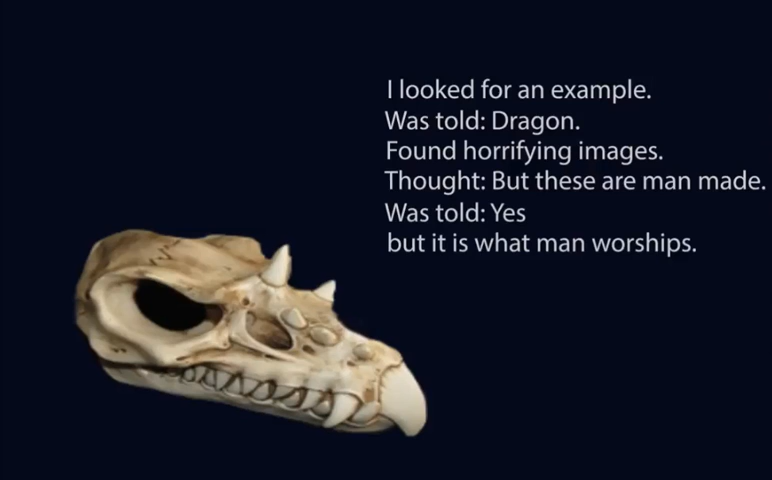 I looked for an example.
Was told: Dragon.
Found horrifying images.
Thought: But these are man made.
Was told: Yes
but it is what man worships.